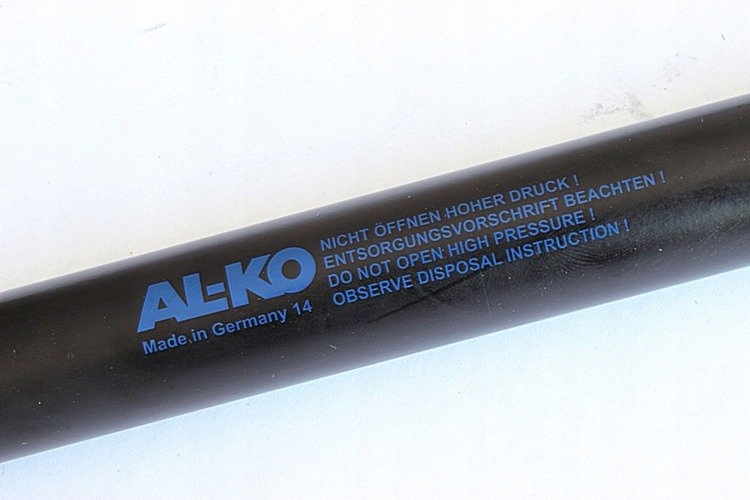 AL-KO
Made in Germany 14
NICHT ÖFFNEN HOHER DRUCK !
ENTSORGUNGSVORSCHRIFT BEACHTEN !
DO NOT OPEN HIGH PRESSURE !
OBSERVE DISPOSAL INSTRUCTION !